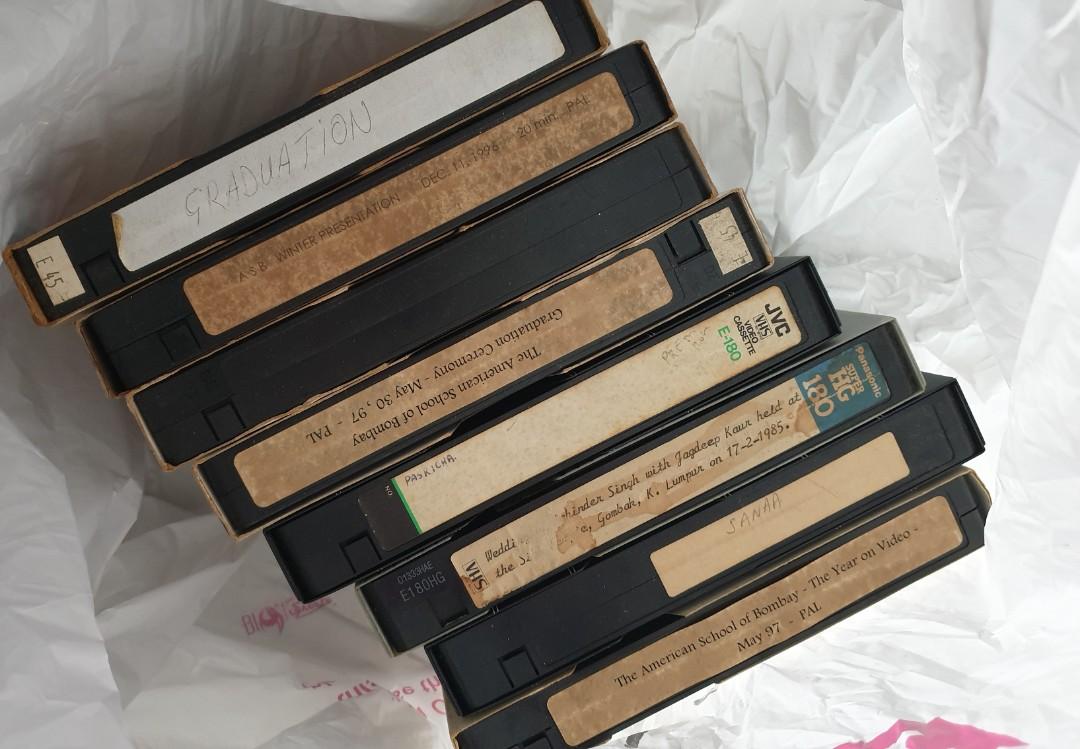 GRADUATION
E 45
A S B WINTER PRESENTATION DEC. 11, 1996 20 min. PAL
The American School of Bombay
Graduation Ceremony - May 30 97 - PAL
JVC
VHS
VIDEO
CASSETTE
E-180
NO.
PASRICHA
Panasonic
SUPER
HG
180
Singh with Jagdeep Kaur held at
the Gombak, K. Lumpur on 17-2-1985.
VHS
01333HAE
E180HG
SANAA
The American School of Bombay - The Year on Video -
May 97 - PAL